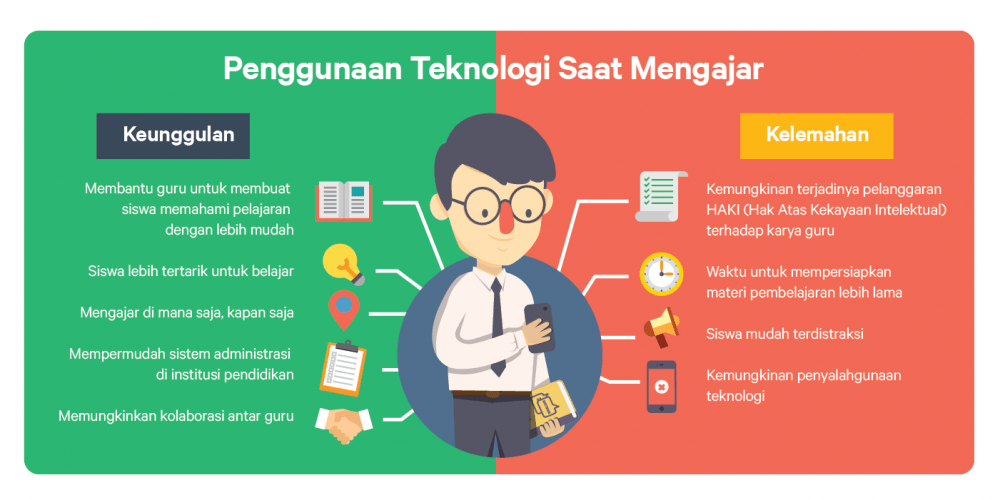 Penggunaan Teknologi Saat Mengajar
Keunggulan
Membantu guru untuk membuat
siswa memahami pelajaran
dengan lebih mudah
Siswa lebih tertarik untuk belajar
Mengajar di mana saja, kapan saja
Mempermudah sistem administrasi
di institusi pendidikan
Memungkinkan kolaborasi antar guru
Kelemahan
Kemungkinan terjadinya pelanggaran
HAKI (Hak Atas Kekayaan Intelektual)
terhadap karya guru
Waktu untuk mempersiapkan
materi pembelajaran lebih lama
Siswa mudah terdistraksi
Kemungkinan penyalahgunaan
teknologi